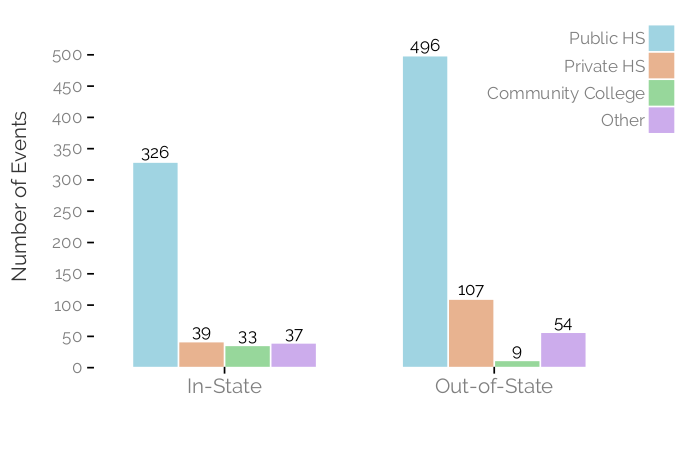 Public HS
Private HS
Community College
Other
Number of Events
500
450
400
350
300
250
200
150
100
50
0
326
39
33
37
496
107
9
54
In-State
Out-of-State